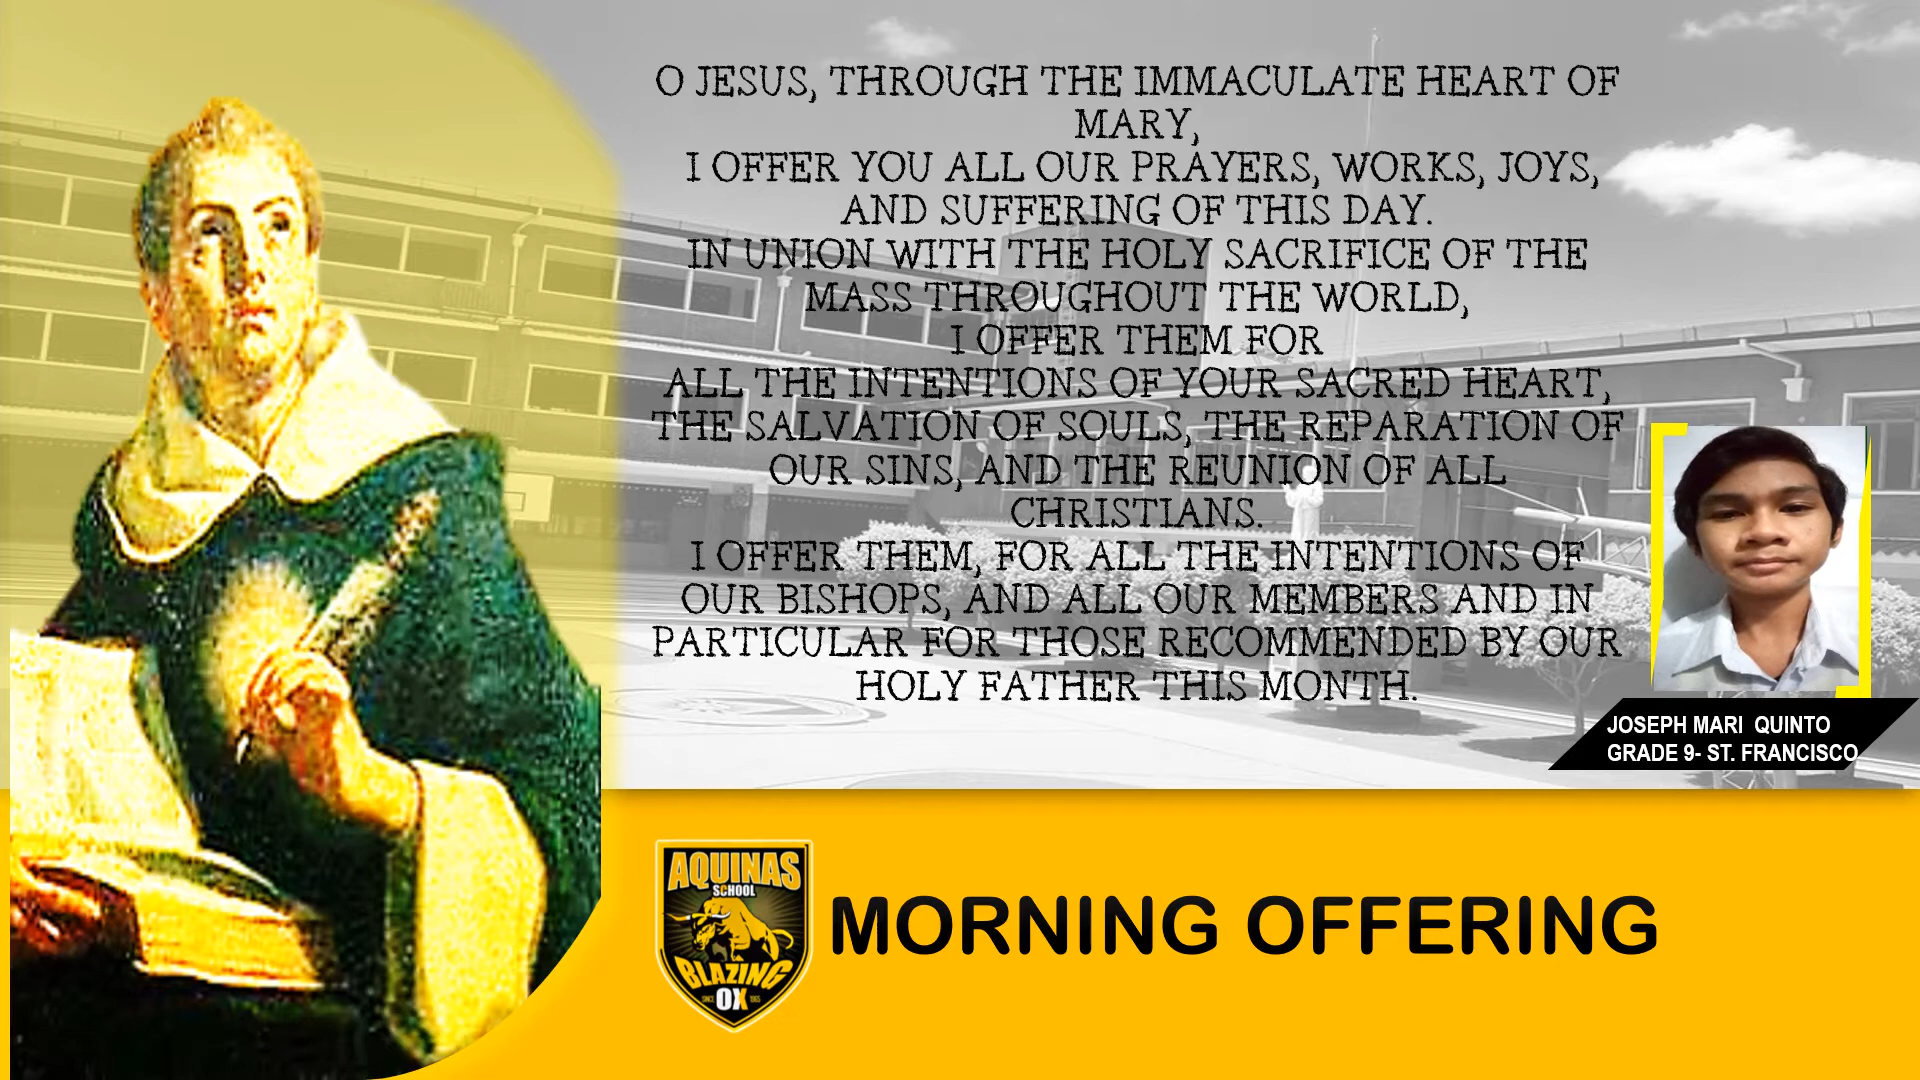 O JESUS, THROUGH THE IMMACULATE HEART OF
MARY,
I OFFER YOU ALL OUR PRAYERS, WORKS, JOYS,
AND SUFFERING OF THIS DAY.
IN UNION WITH THE HOLY SACRIFICE OF THE
MASS THROUGHOUT THE WORLD,
I OFFER THEM FOR
ALL THE INTENTIONS OF YOUR SACRED HEART,
THE SALVATION OF SOULS, THE REPARATION OF
OUR SINS, AND THE REUNION OF ALL
CHRISTIANS.
I OFFER THEM, FOR ALL THE INTENTIONS OF
OUR BISHOPS, AND ALL OUR MEMBERS AND IN
PARTICULAR FOR THOSE RECOMMENDED BY OUR
HOLY FATHER THIS MONTH.
JOSEPH MARI QUINTO
GRADE 9- ST. FRANCISCO
AQUINAS
SCHOOL
BLAZING
SINCE OX 1965
MORNING OFFERING